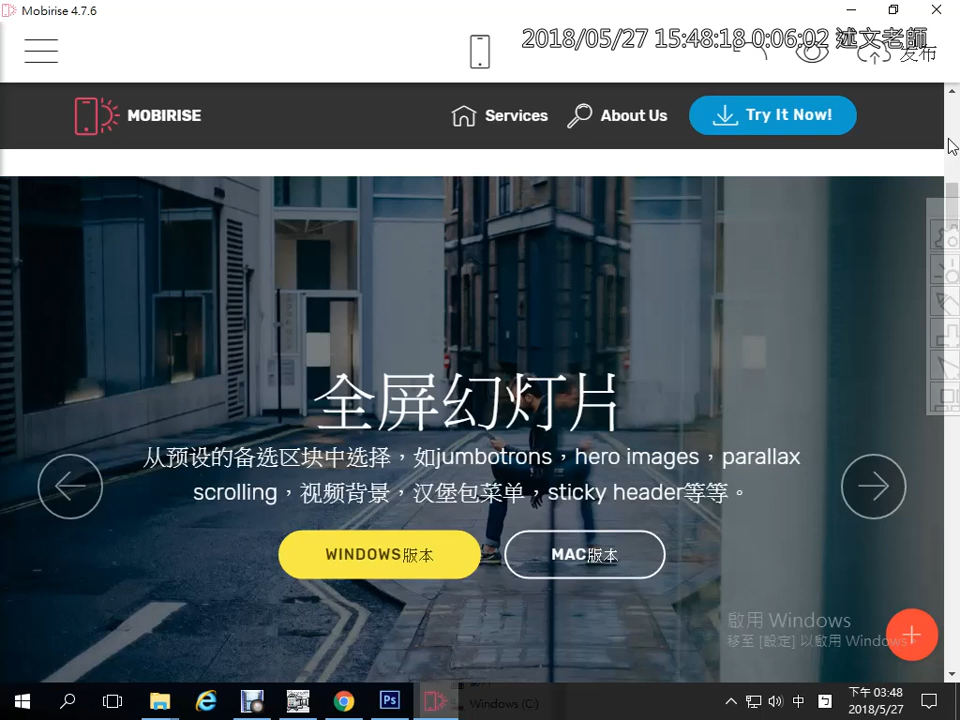 Mobirise 4.7.6
2018/05/27 15:48:18 0:06:02 述文老師
发布
MOBIRISE
Services
About Us
Try It Now!
全屏幻灯片
从预设的备选区块中选择，如jumbotrons，hero images，parallax
scrolling，视频背景，汉堡包菜单，sticky header等等。
WINDOWS版本
MAC版本
啟用 Windows
移至 [設定] 以啟用 Windows。
Ps
Windows (C:)
中
下午 03:48
2018/5/27